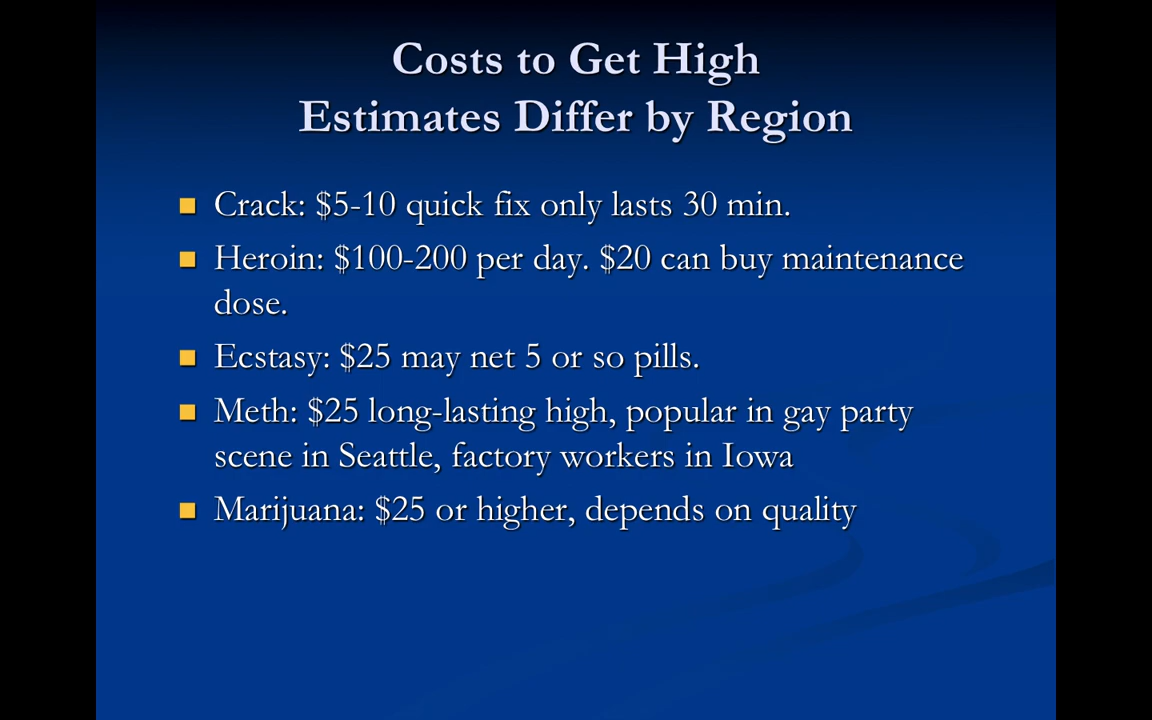 Costs to Get High
Estimates Differ by Region
Crack: $5-10 quick fix only lasts 30 min.
Heroin: $100-200 per day. $20 can buy maintenance
dose.
Ecstasy: $25 may net 5 or so pills.
Meth: $25 long-lasting high, popular in gay party
scene in Seattle, factory workers in Iowa
Marijuana: $25 or higher, depends on quality